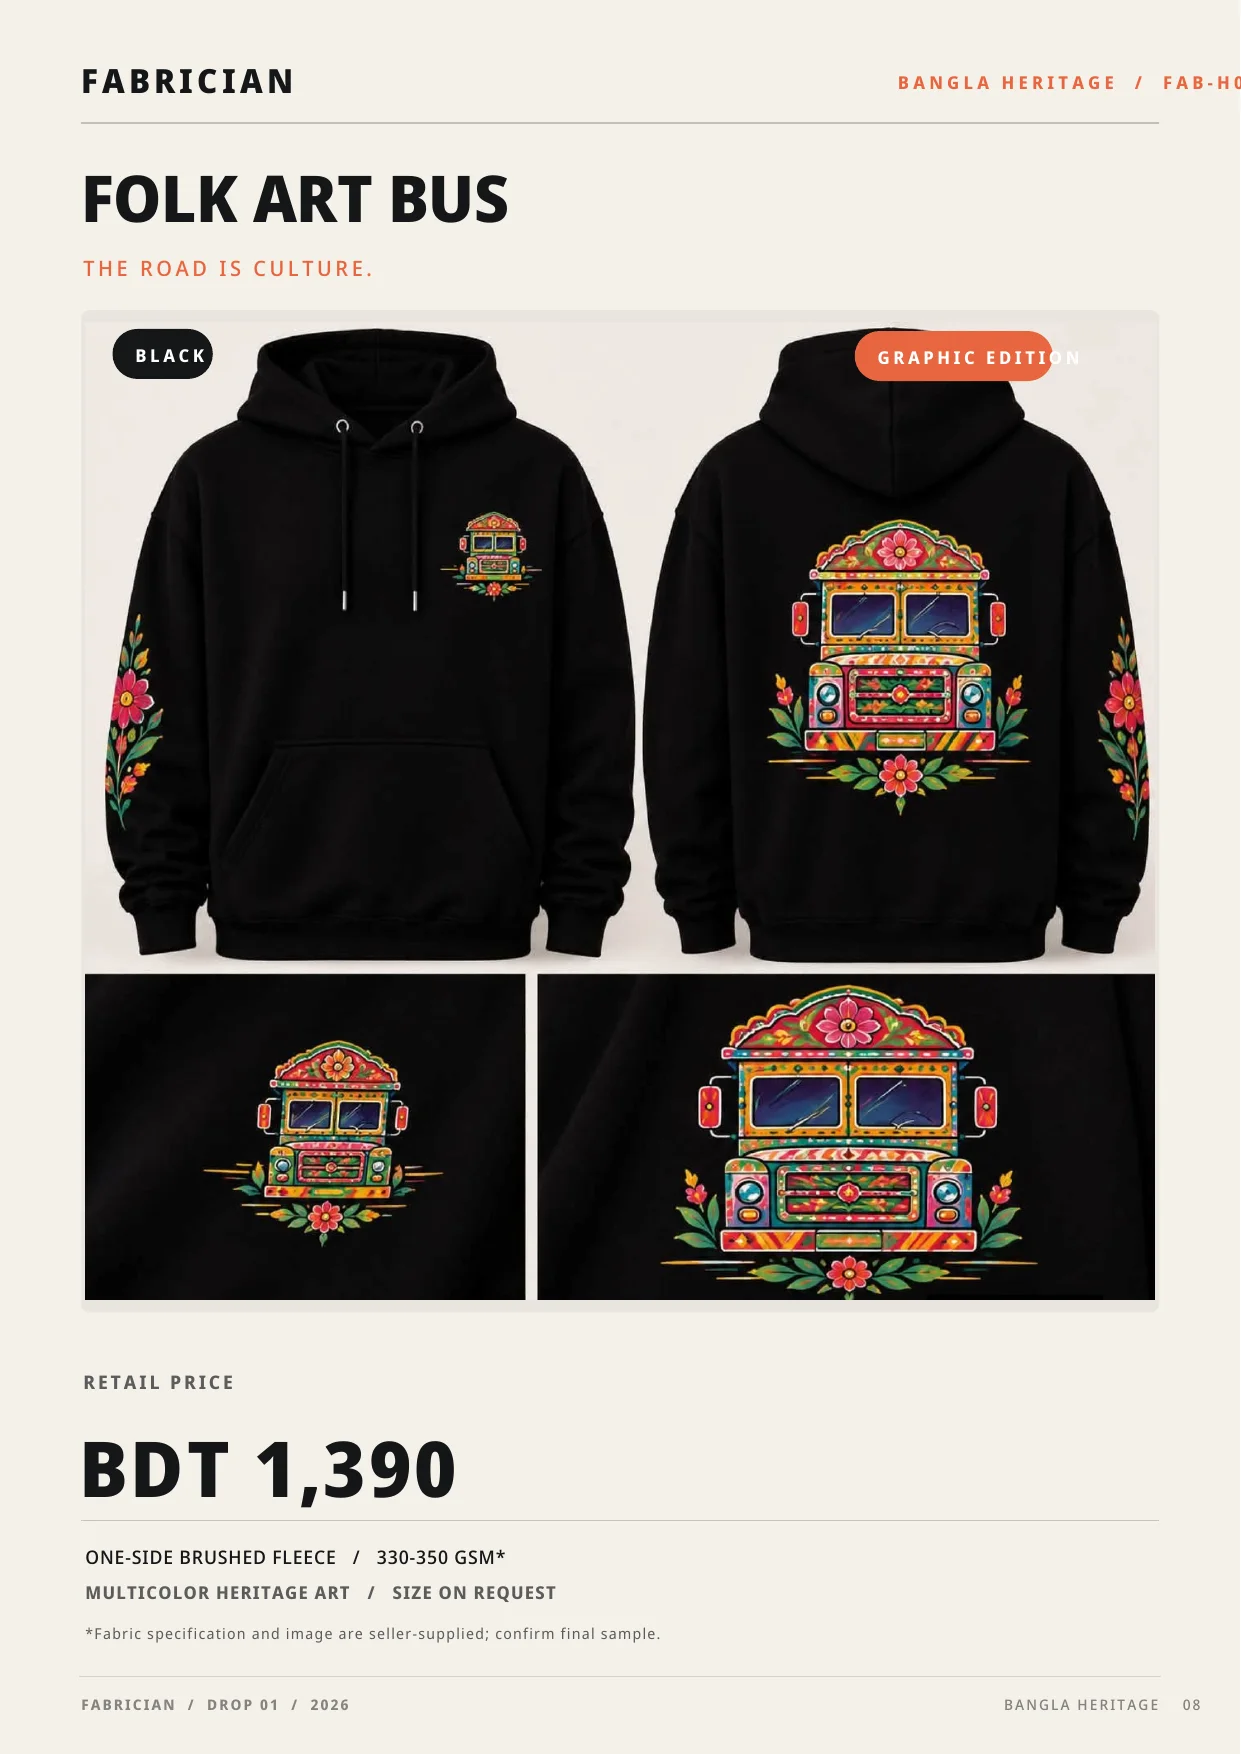 FABRICIAN
BANGLA HERITAGE / FAB-H0
FOLK ART BUS
THE ROAD IS CULTURE.
BLACK
GRAPHIC EDITION
RETAIL PRICE
BDT 1,390
ONE-SIDE BRUSHED FLEECE / 330-350 GSM*
MULTICOLOR HERITAGE ART / SIZE ON REQUEST
*Fabric specification and image are seller-supplied; confirm final sample.
FABRICIAN / DROP 01 / 2026
BANGLA HERITAGE 08